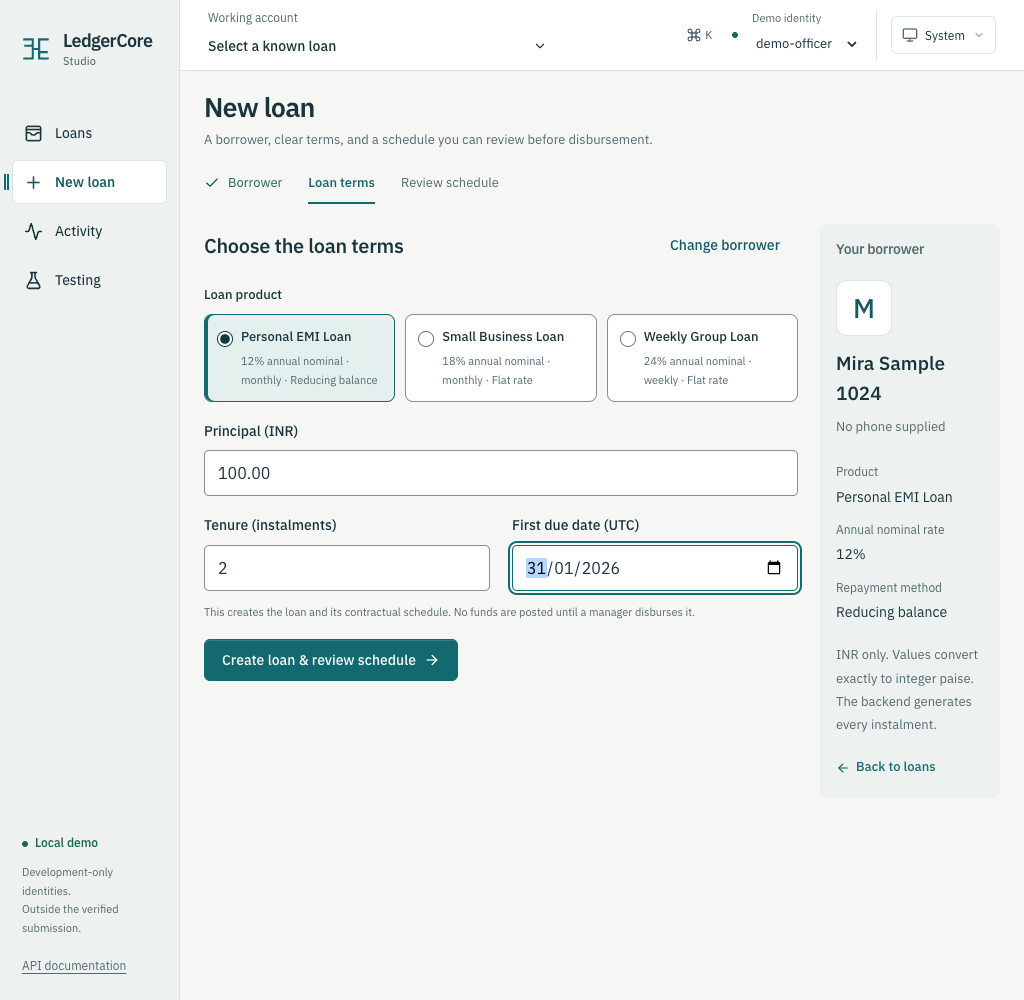 LedgerCore
Studio
Loans
New loan
Activity
Testing
Local demo
Development-only
identities.
Outside the verified
submission.
API documentation
Working account
Select a known loan
⌘ K
Demo identity
demo-officer
System
New loan
A borrower, clear terms, and a schedule you can review before disbursement.
Borrower
Loan terms
Review schedule
Choose the loan terms
Change borrower
Loan product
Personal EMI Loan
12% annual nominal ·
monthly · Reducing balance
Small Business Loan
18% annual nominal ·
monthly · Flat rate
Weekly Group Loan
24% annual nominal ·
weekly · Flat rate
Principal (INR)
100.00
Tenure (instalments)
2
First due date (UTC)
31/01/2026
This creates the loan and its contractual schedule. No funds are posted until a manager disburses it.
Create loan & review schedule
Your borrower
M
Mira Sample
1024
No phone supplied
Product
Personal EMI Loan
Annual nominal rate
12%
Repayment method
Reducing balance
INR only. Values convert
exactly to integer paise.
The backend generates
every instalment.
Back to loans